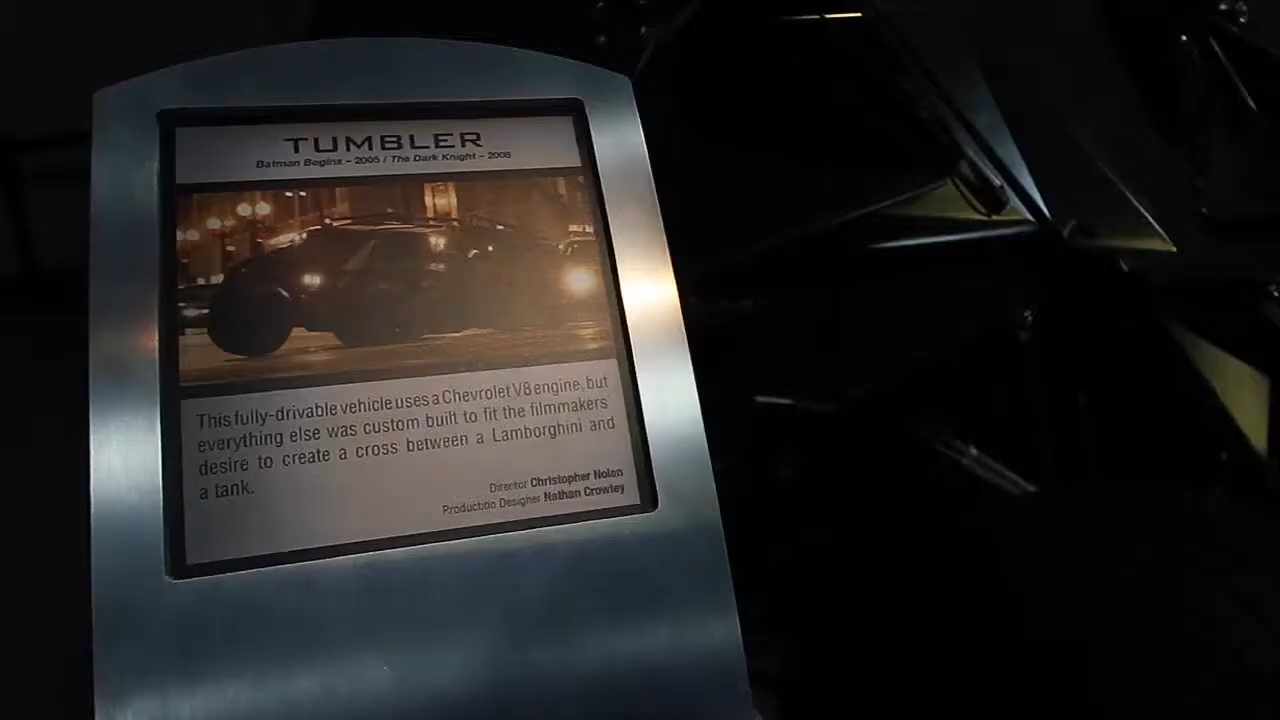 TUMBLER
Batman Begins – 2005 / The Dark Knight – 2008
This fully-drivable vehicle uses a Chevrolet V8 engine, but
everything else was custom built to fit the filmmakers
desire to create a cross between a Lamborghini and
a tank.
Director Christopher Nolan
Production Designer Nathan Crowley